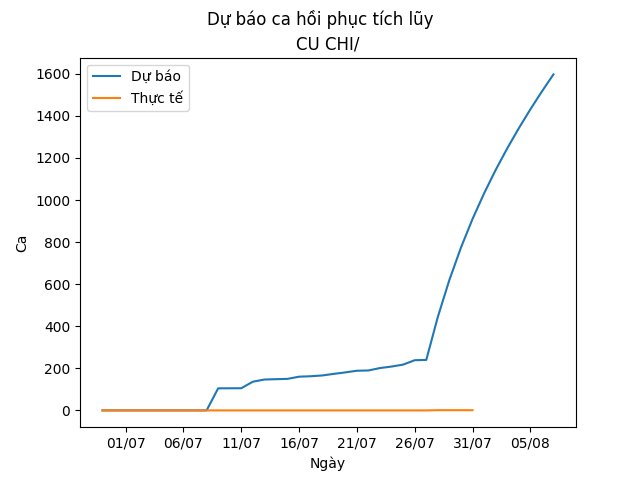 Dự báo ca hồi phục tích lũy
CU CHI/
Dự báo
Thực tế
1600
1400
1200
1000
800
600
400
200
0
Ca
01/07 06/07 11/07 16/07 21/07 26/07 31/07 05/08
Ngày